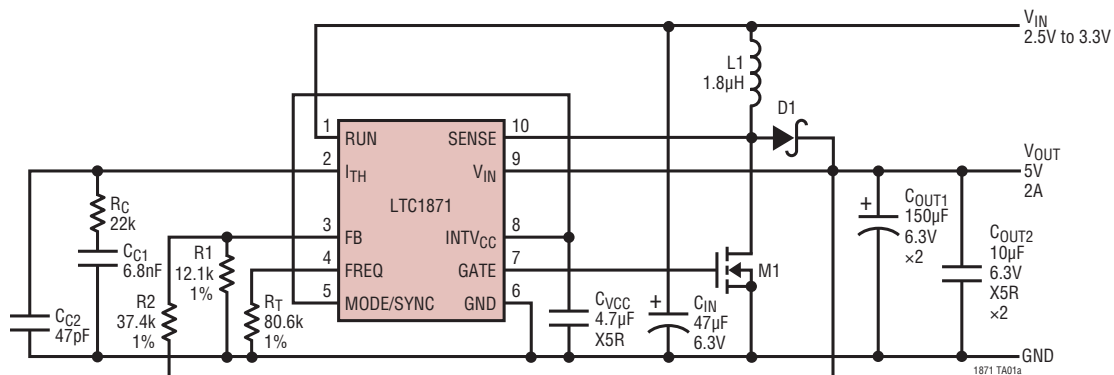 VIN
2.5V to 3.3V
L1
1.8µH
D1
1
RUN
SENSE
10
2
ITH
VIN
9
VOUT
5V
2A
LTC1871
RC
22k
CC1
6.8nF
3
FB
INTVCC
8
4
FREQ
GATE
7
5
MODE/SYNC
GND
6
R1
12.1k
1%
R2
37.4k
1%
RT
80.6k
1%
CC2
47pF
M1
CVCC
4.7µF
X5R
+
CIN
47µF
6.3V
+
COUT1
150µF
6.3V
×2
COUT2
10µF
6.3V
X5R
×2
GND
1871 TA01a